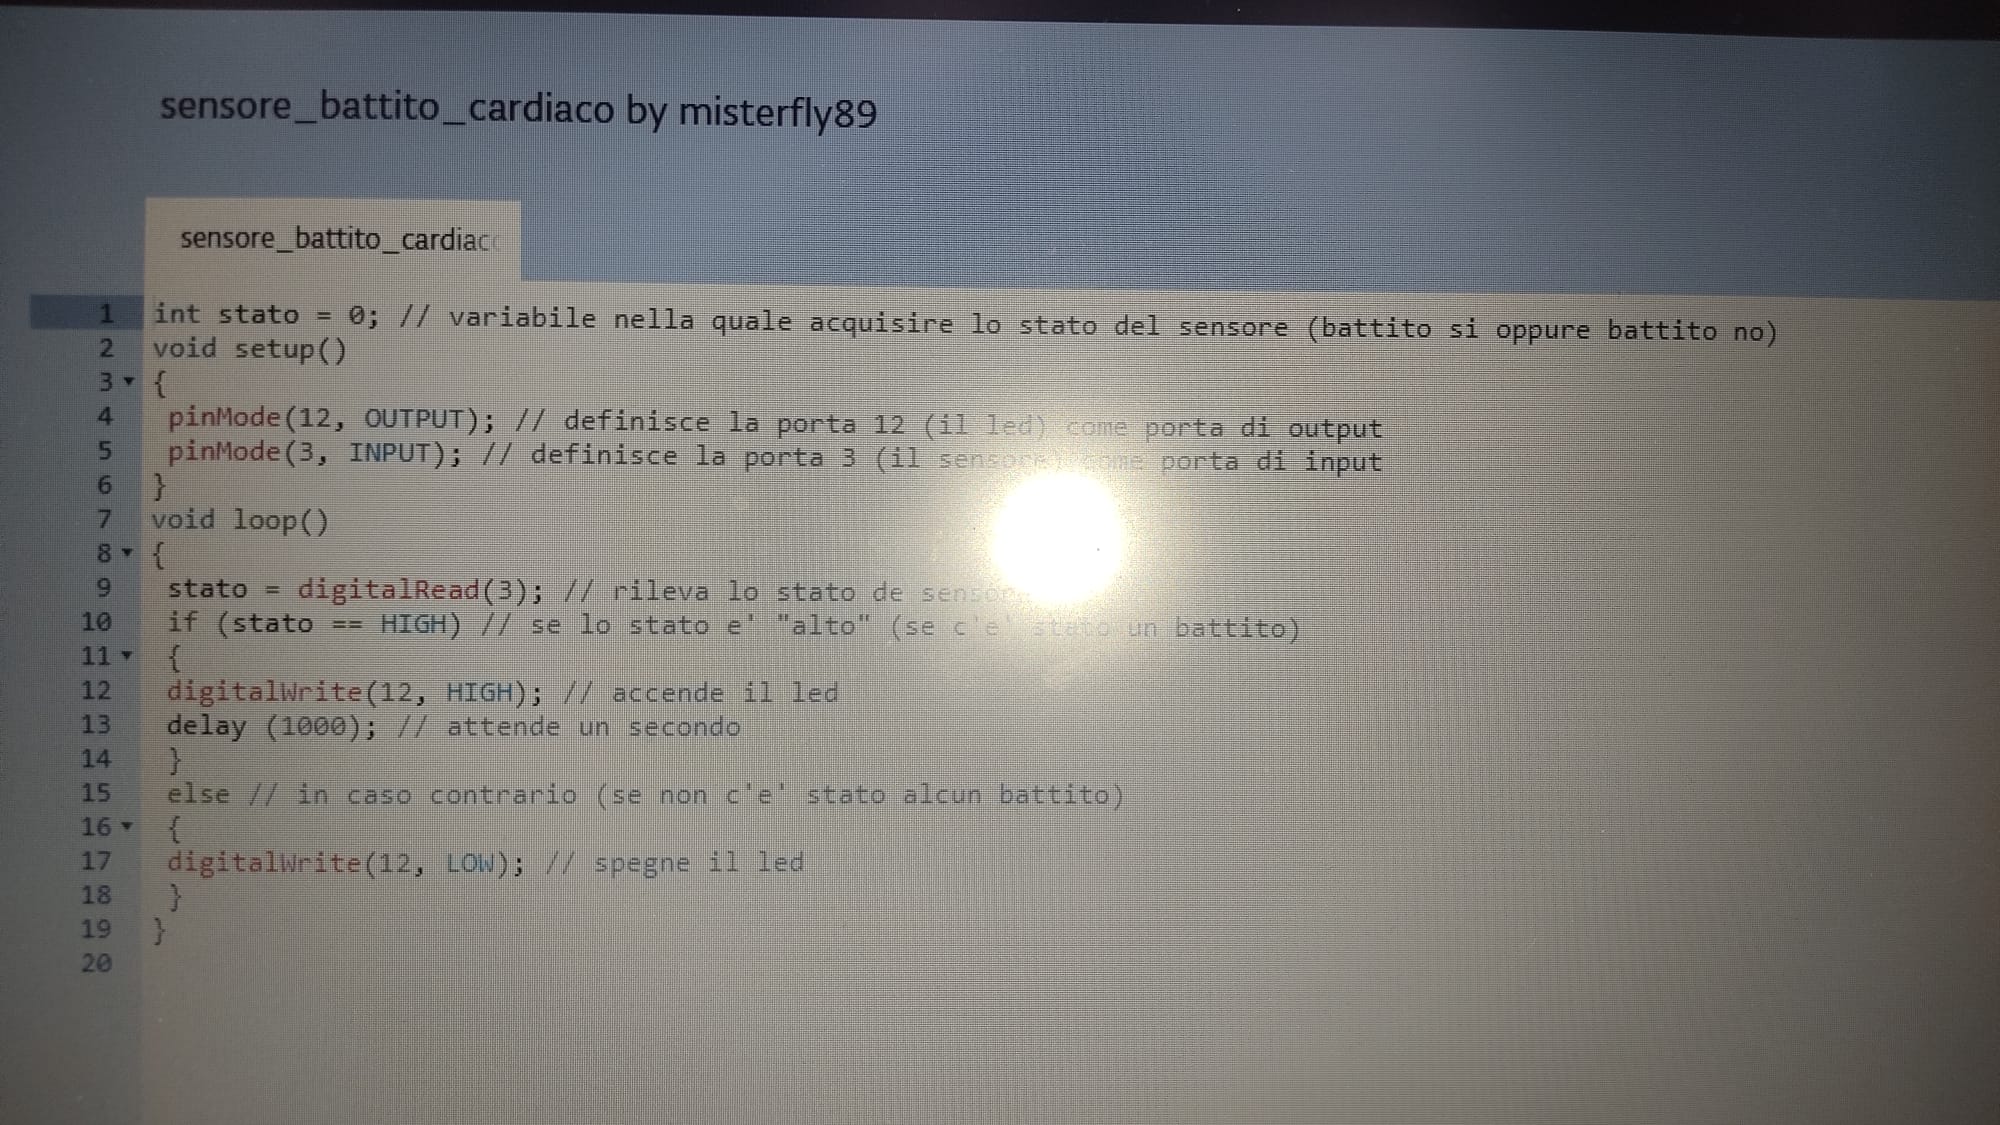 sensore_battito_cardiaco by misterfly89
sensore_battito_cardiac
1 int stato = 0; // variabile nella quale acquisire lo stato del sensore (battito si oppure battito no)
2 void setup()
3 {
4 pinMode(12, OUTPUT); // definisce la porta 12 (il led) come porta di output
5 pinMode(3, INPUT); // definisce la porta 3 (il sensore) come porta di input
6 }
7 void loop()
8 {
9 stato = digitalRead(3); // rileva lo stato de
10 if (stato == HIGH) // se lo stato e' "alto" (se c'e' stato un battito)
11 {
12 digitalWrite(12, HIGH); // accende il led
13 delay (1000); // attende un secondo
14 }
15 else // in caso contrario (se non c'e' stato alcun battito)
16 {
17 digitalWrite(12, LOW); // spegne il led
18 }
19 }
20